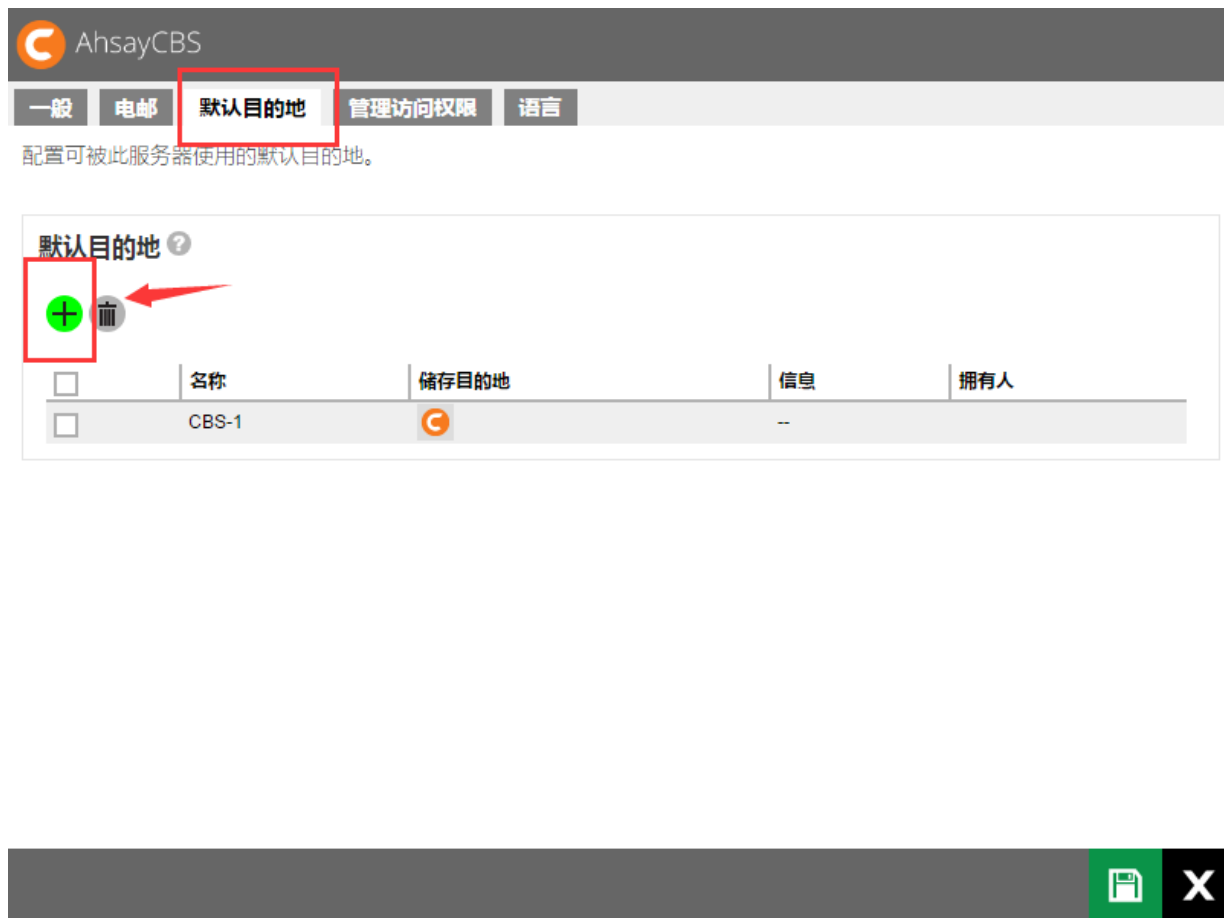 AhsayCBS
一般 电邮 默认目的地 管理访问权限 语言
配置可被此服务器使用的默认目的地。
默认目的地 ?
名称 储存目的地 信息 拥有人
CBS-1 --